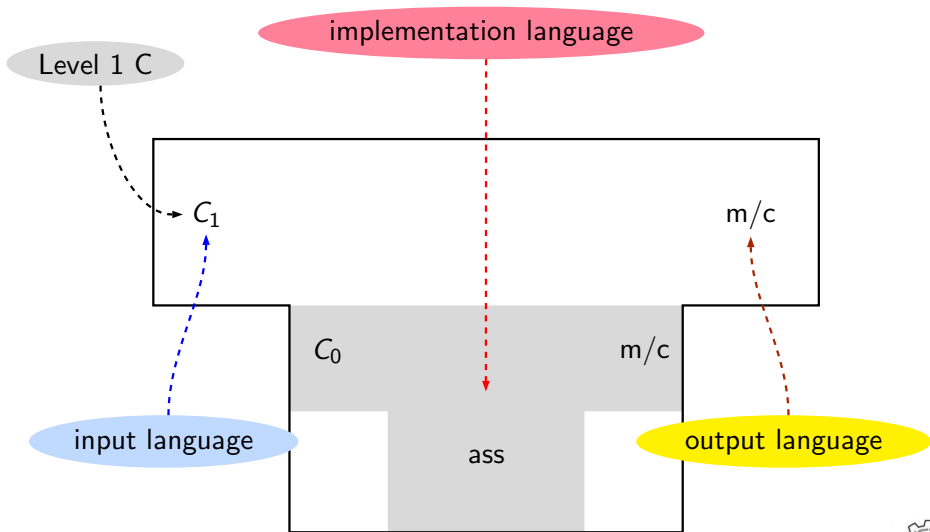 implementation language
Level 1 C
C₁
m/c
C₀
m/c
input language
output language
ass